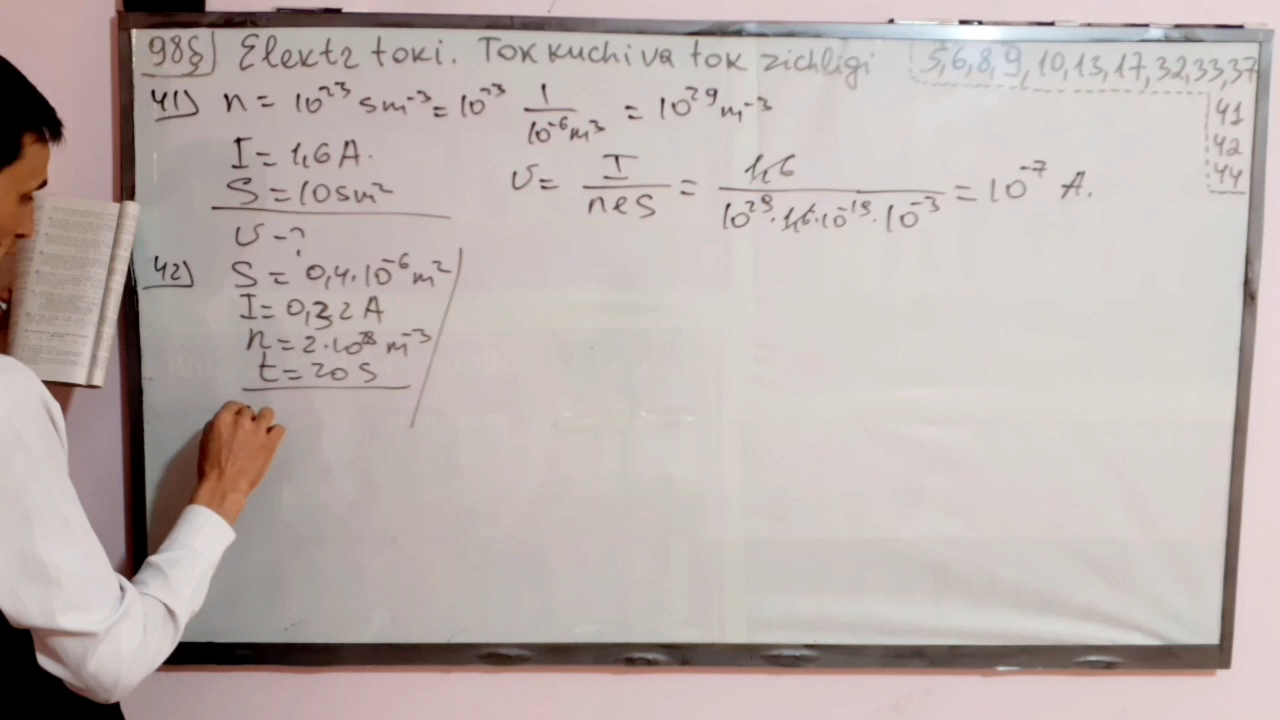 98§) Elektr toki. Tok kuchi va tok zichligi
5,6,8,9,10,13,17,32,33,37
41
42
44
41) n = 10²³ sm⁻³ = 10²³ 1/10⁻⁶m³ = 10²⁹ m⁻³
I = 1,6 A.
S = 10 sm²
υ = I/neS = 1,6/10²⁹·1,6·10⁻¹⁹·10⁻³ = 10⁻⁷ A.
υ - ?
42) S = 0,4·10⁻⁶ m²
I = 0,32 A
n = 2·10²⁸ m⁻³
t = 20 s